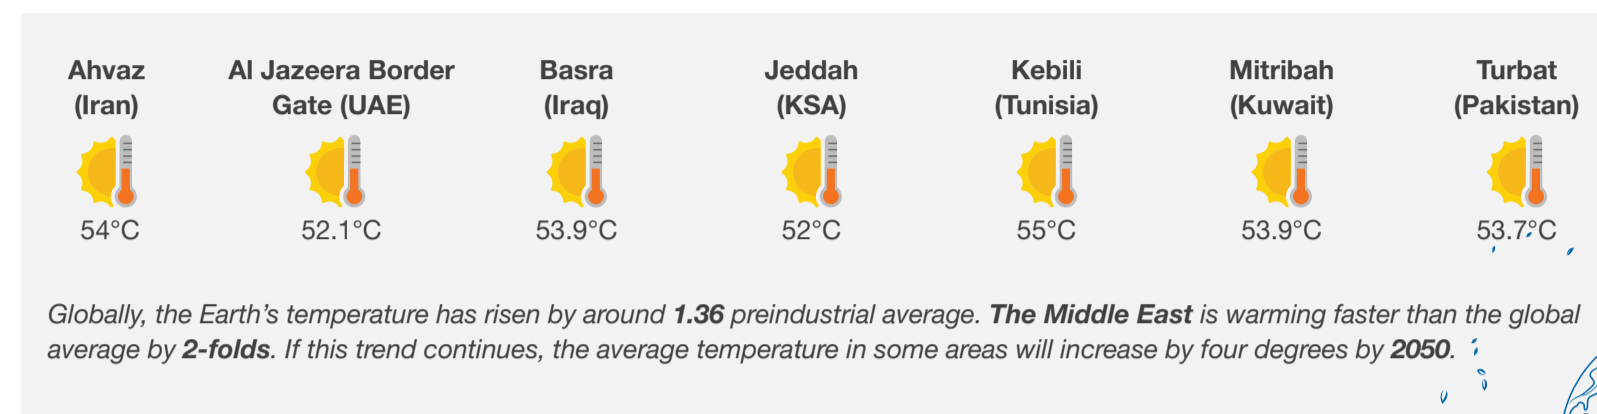 Ahvaz
(Iran)
54°C
Al Jazeera Border
Gate (UAE)
52.1°C
Basra
(Iraq)
53.9°C
Jeddah
(KSA)
52°C
Kebili
(Tunisia)
55°C
Mitribah
(Kuwait)
53.9°C
Turbat
(Pakistan)
53.7°C
Globally, the Earth’s temperature has risen by around 1.36 preindustrial average. The Middle East is warming faster than the global
average by 2-folds. If this trend continues, the average temperature in some areas will increase by four degrees by 2050.